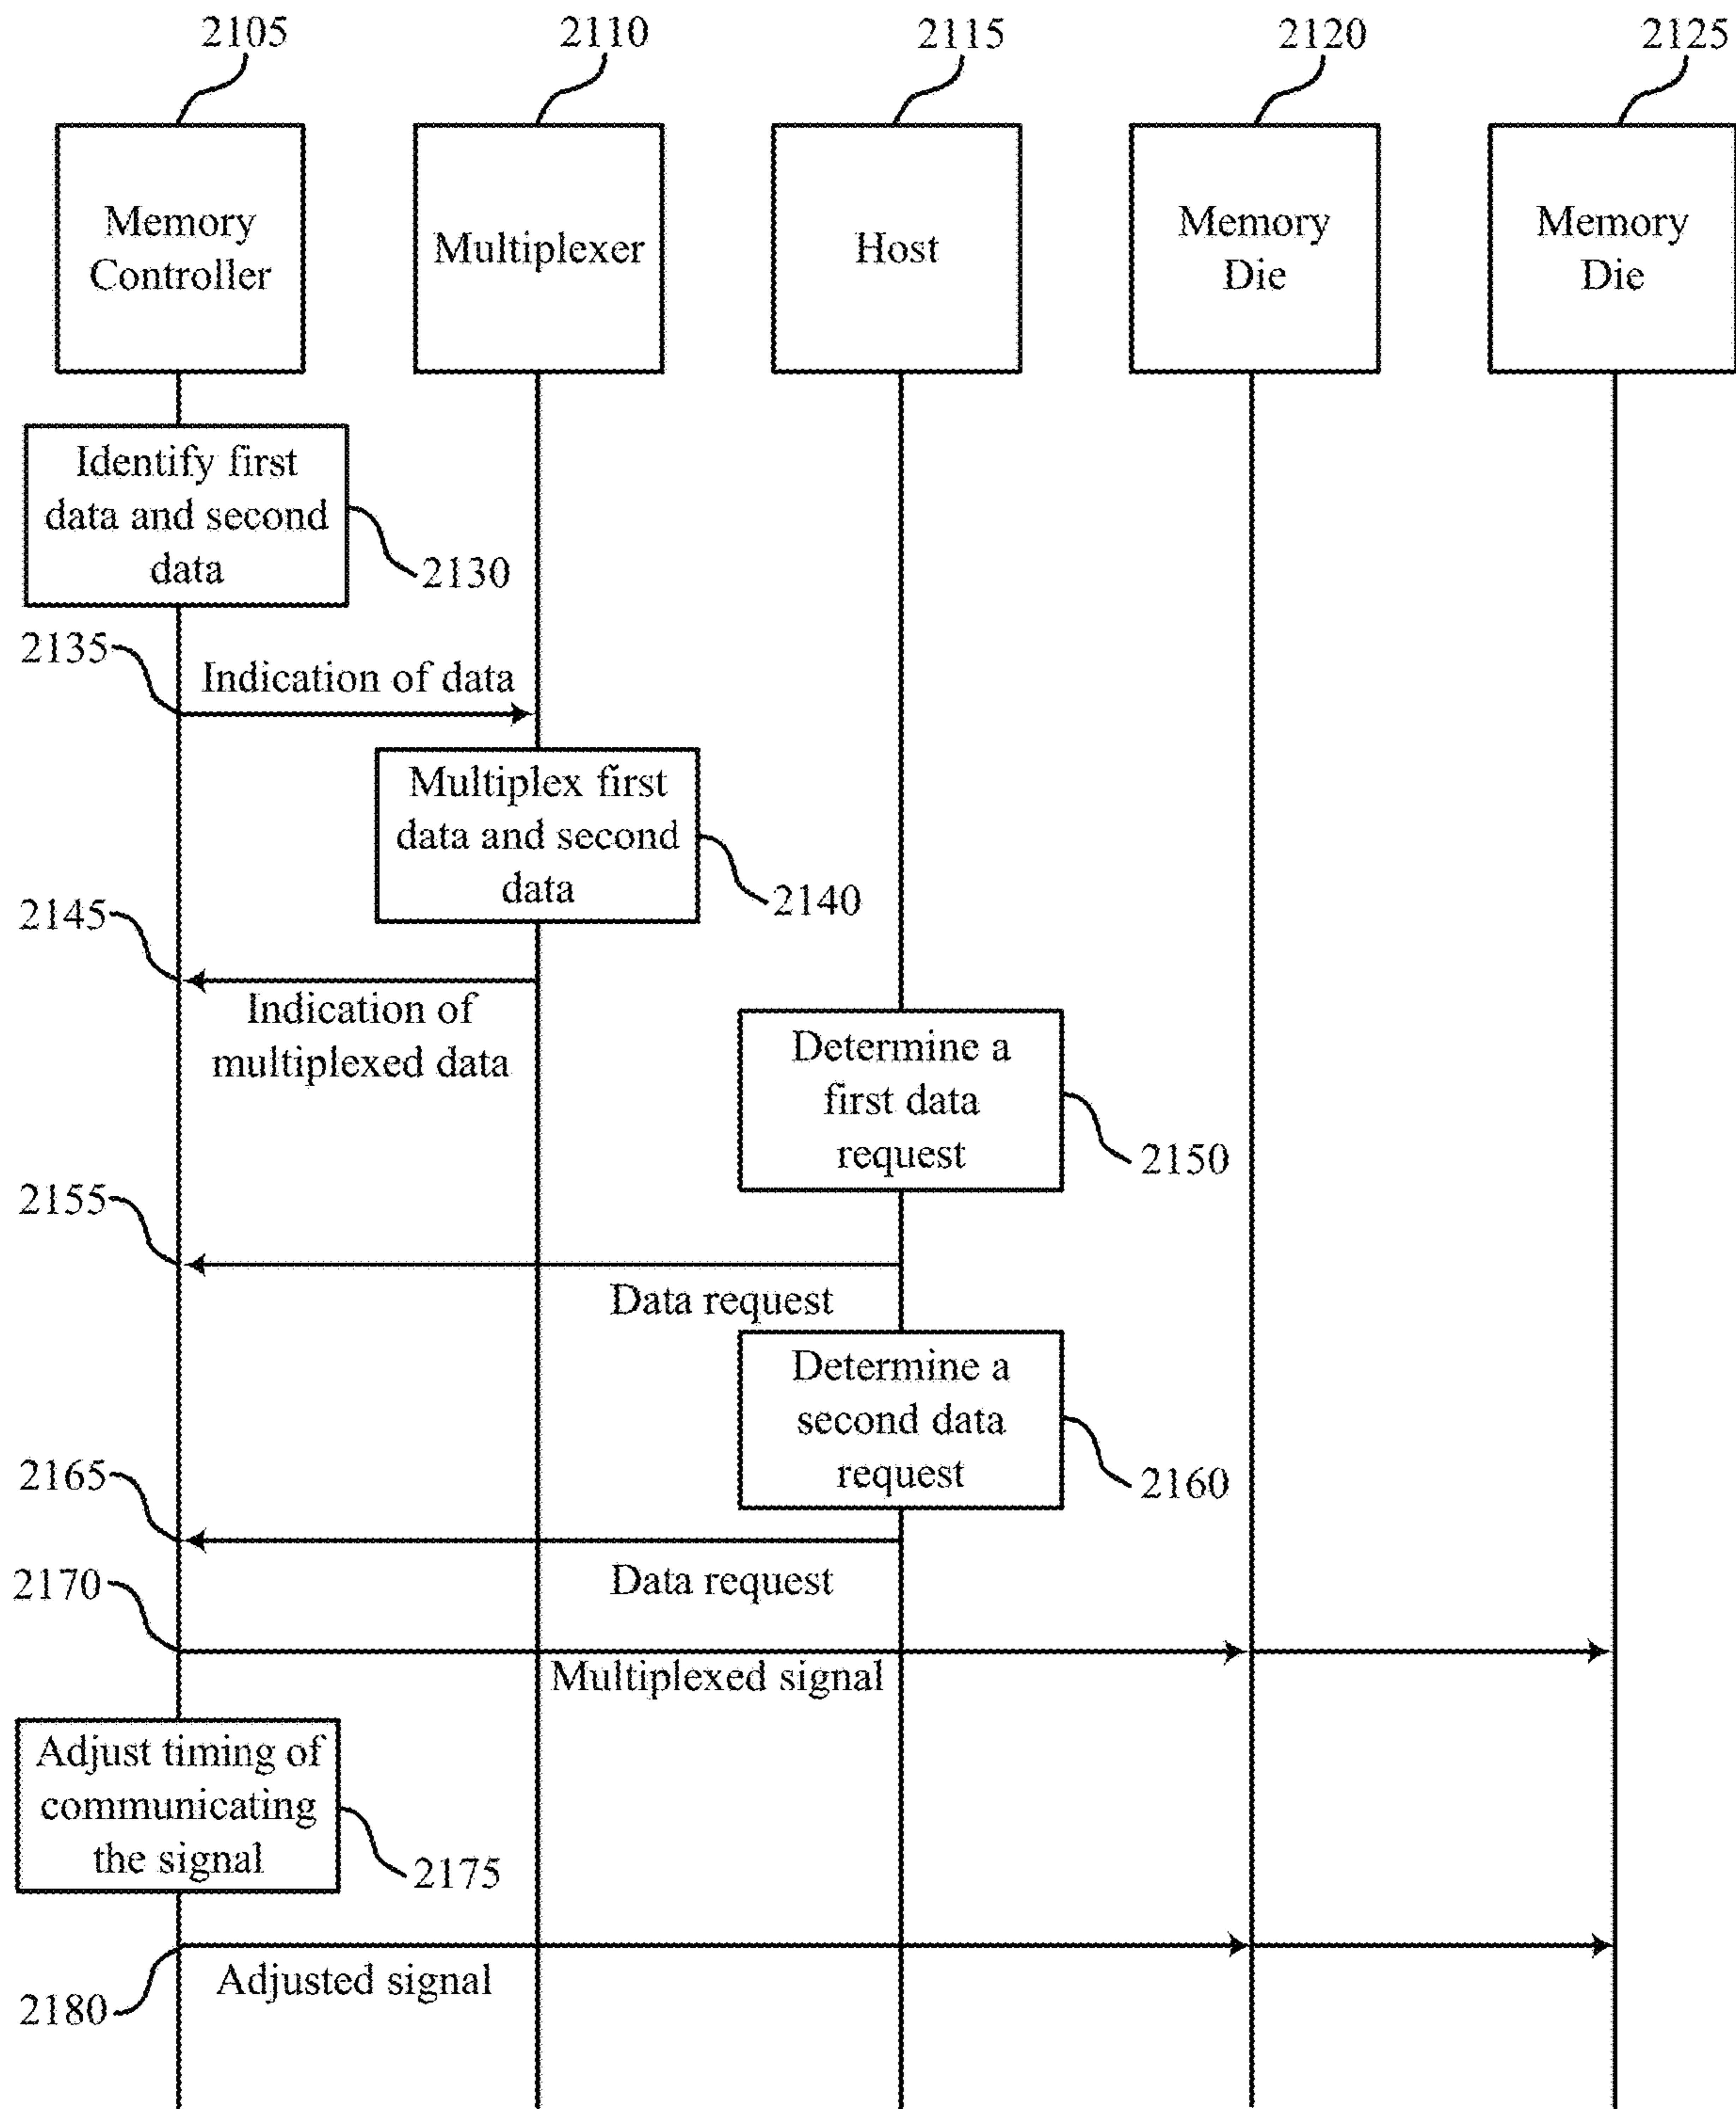 2105
2110
2115
2120
2125
Memory
Controller
Multiplexer
Host
Memory
Die
Memory
Die
Identify first
data and second
data
2130
2135
Indication of data
Multiplex first
data and second
data
2140
2145
Indication of
multiplexed data
Determine a
first data
request
2150
2155
Data request
Determine a
second data
request
2160
2165
Data request
2170
Multiplexed signal
Adjust timing of
communicating
the signal
2175
Adjusted signal
2180